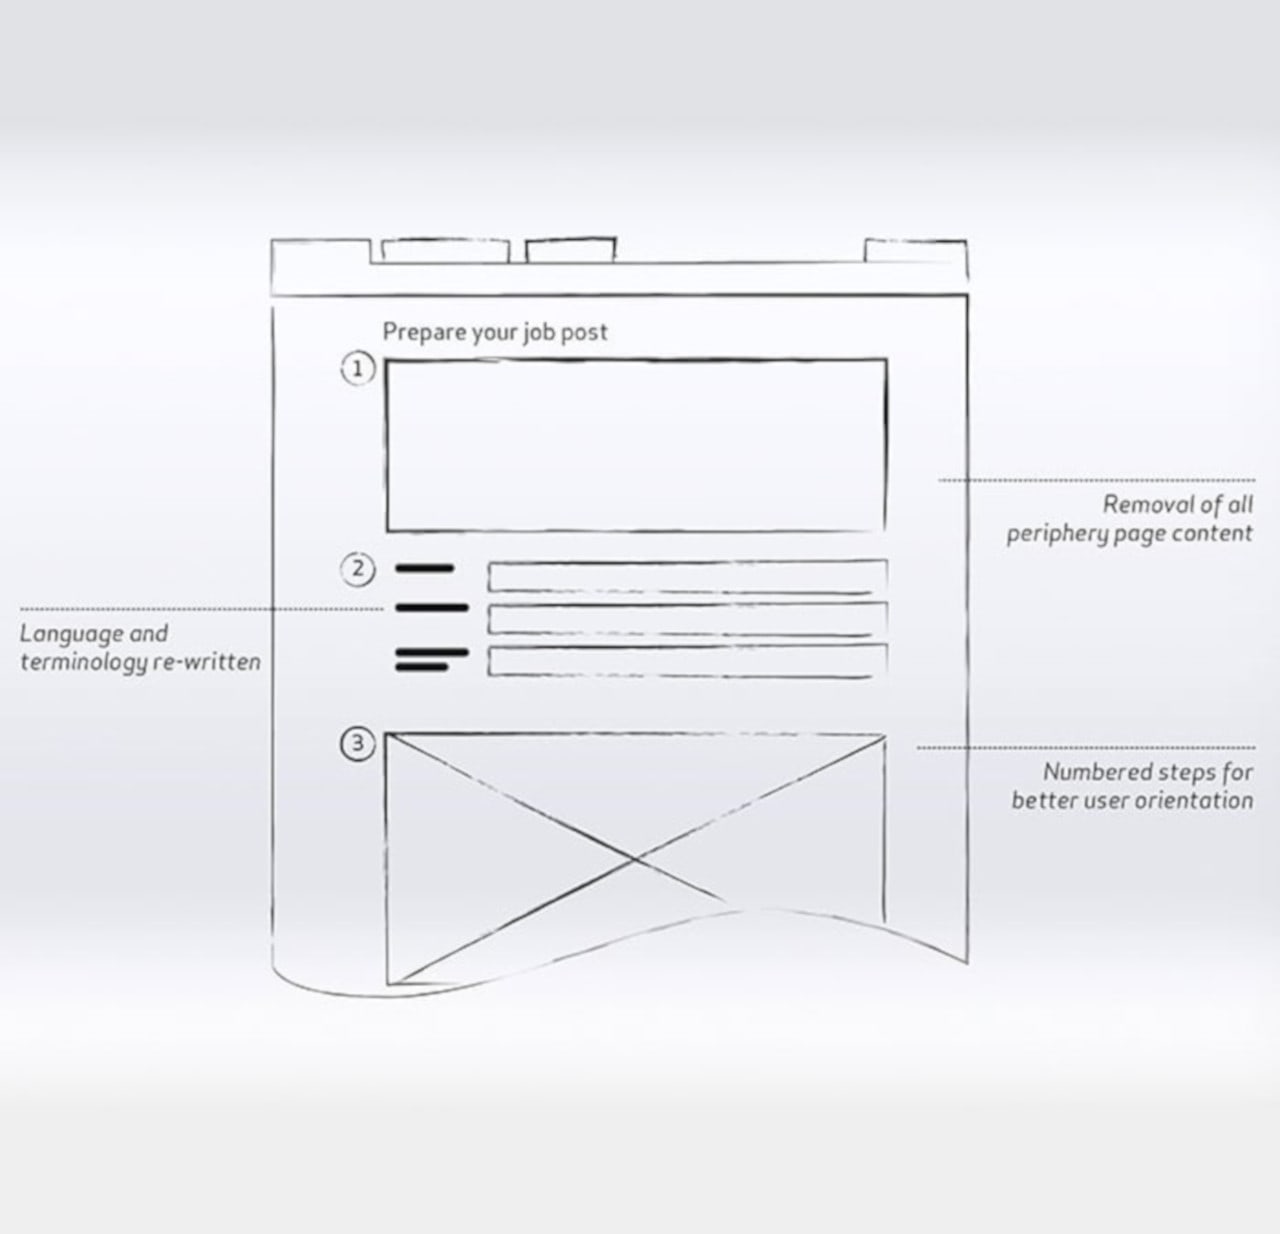 Prepare your job post
1
Removal of all
periphery page content
2
Language and
terminology re-written
3
Numbered steps for
better user orientation